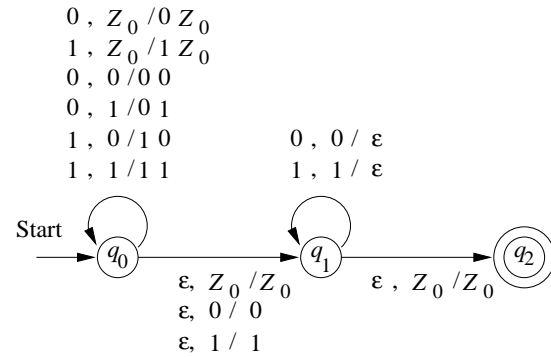 0 , Z0 / 0 Z0
1 , Z0 / 1 Z0
0 , 0 / 0 0
0 , 1 / 0 1
1 , 0 / 1 0
1 , 1 / 1 1
0 , 0 / ε
1 , 1 / ε
Start
q0
q1
q2
ε, Z0 / Z0
ε, 0 / 0
ε, 1 / 1
ε , Z0 / Z0